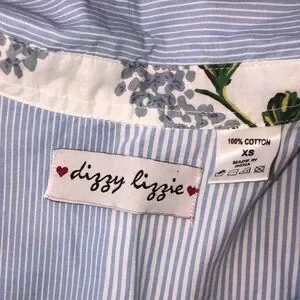 dizzy lizzie
100% COTTON
XS
MADE IN
INDIA